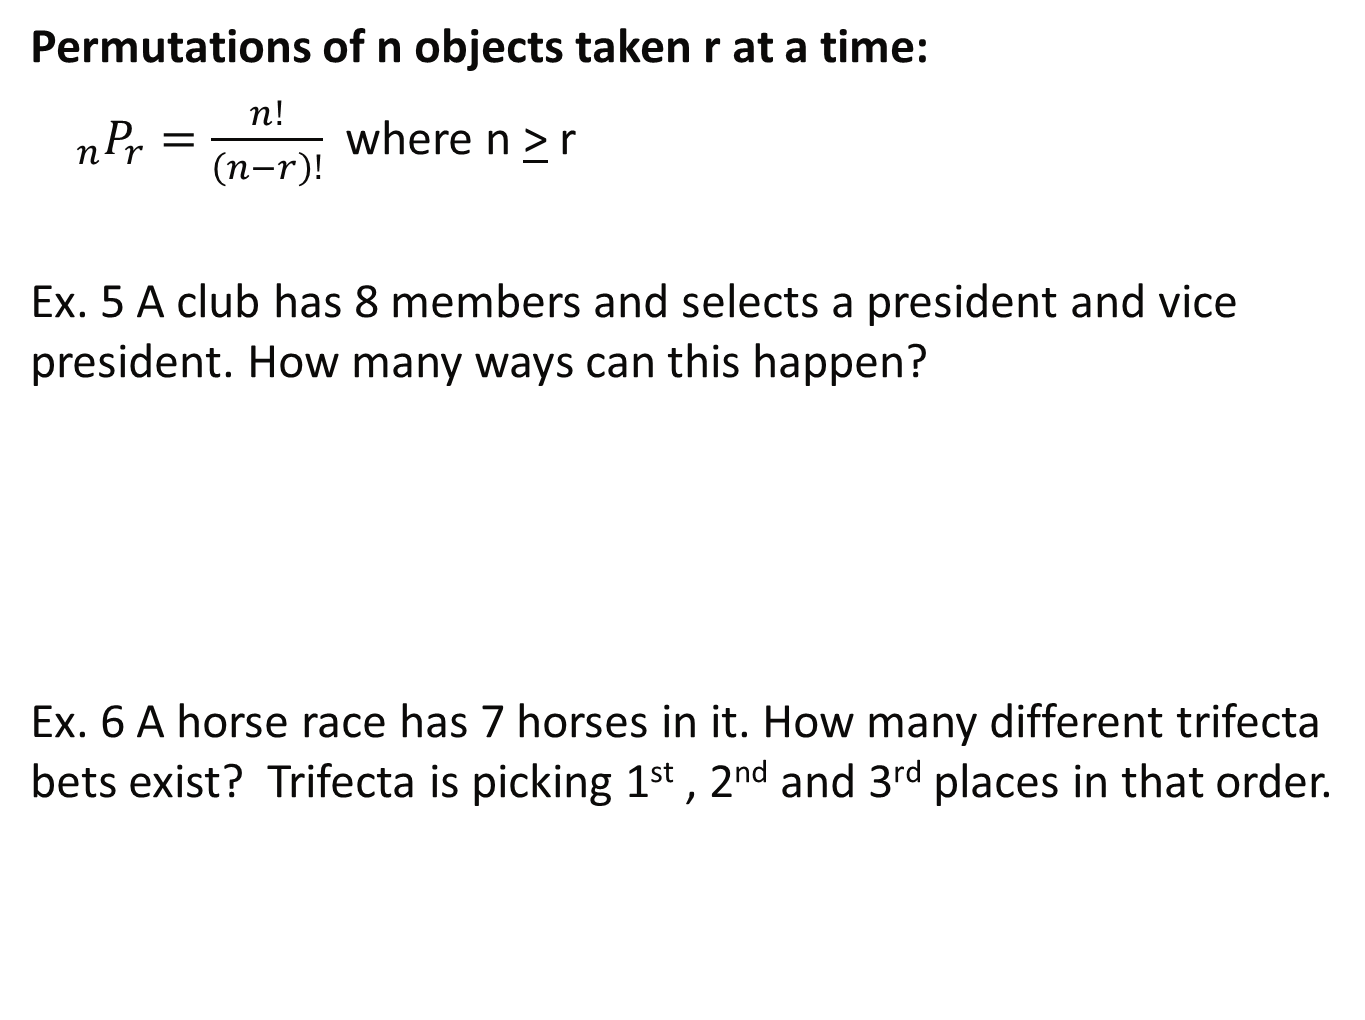 Permutations of n objects taken r at a time:
ₙPᵣ = n!/(n−r)! where n ≥ r
Ex. 5 A club has 8 members and selects a president and vice
president. How many ways can this happen?
Ex. 6 A horse race has 7 horses in it. How many different trifecta
bets exist?  Trifecta is picking 1ˢᵗ , 2ⁿᵈ and 3ʳᵈ places in that order.